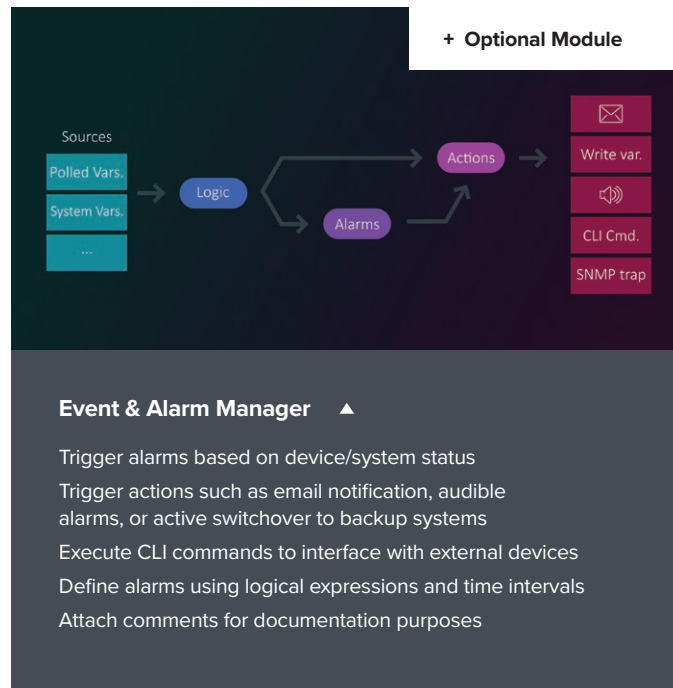 + Optional Module
Sources
Polled Vars.
System Vars.
...
Logic
Alarms
Actions
Write var.
CLI Cmd.
SNMP trap
Event & Alarm Manager
Trigger alarms based on device/system status
Trigger actions such as email notification, audible
alarms, or active switchover to backup systems
Execute CLI commands to interface with external devices
Define alarms using logical expressions and time intervals
Attach comments for documentation purposes